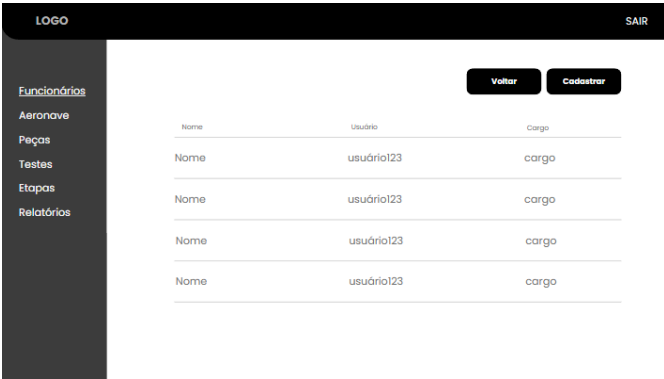 LOGO
SAIR
Funcionários
Aeronave
Peças
Testes
Etapas
Relatórios
Voltar
Cadastrar
Nome Usuário Cargo
Nome usuário123 cargo
Nome usuário123 cargo
Nome usuário123 cargo
Nome usuário123 cargo